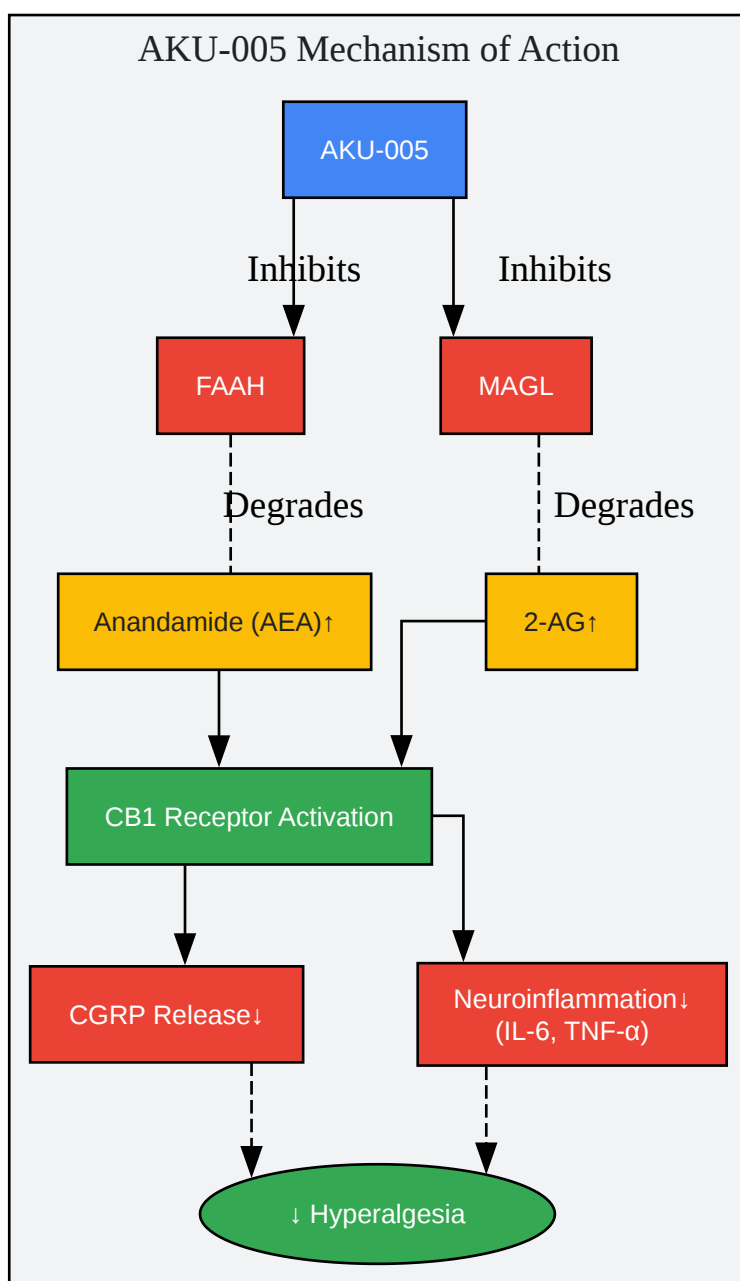 AKU-005 Mechanism of Action
AKU-005
Inhibits
Inhibits
FAAH
MAGL
Degrades
Degrades
Anandamide (AEA)↑
2-AG↑
CB1 Receptor Activation
CGRP Release↓
Neuroinflammation↓
(IL-6, TNF-α)
↓ Hyperalgesia